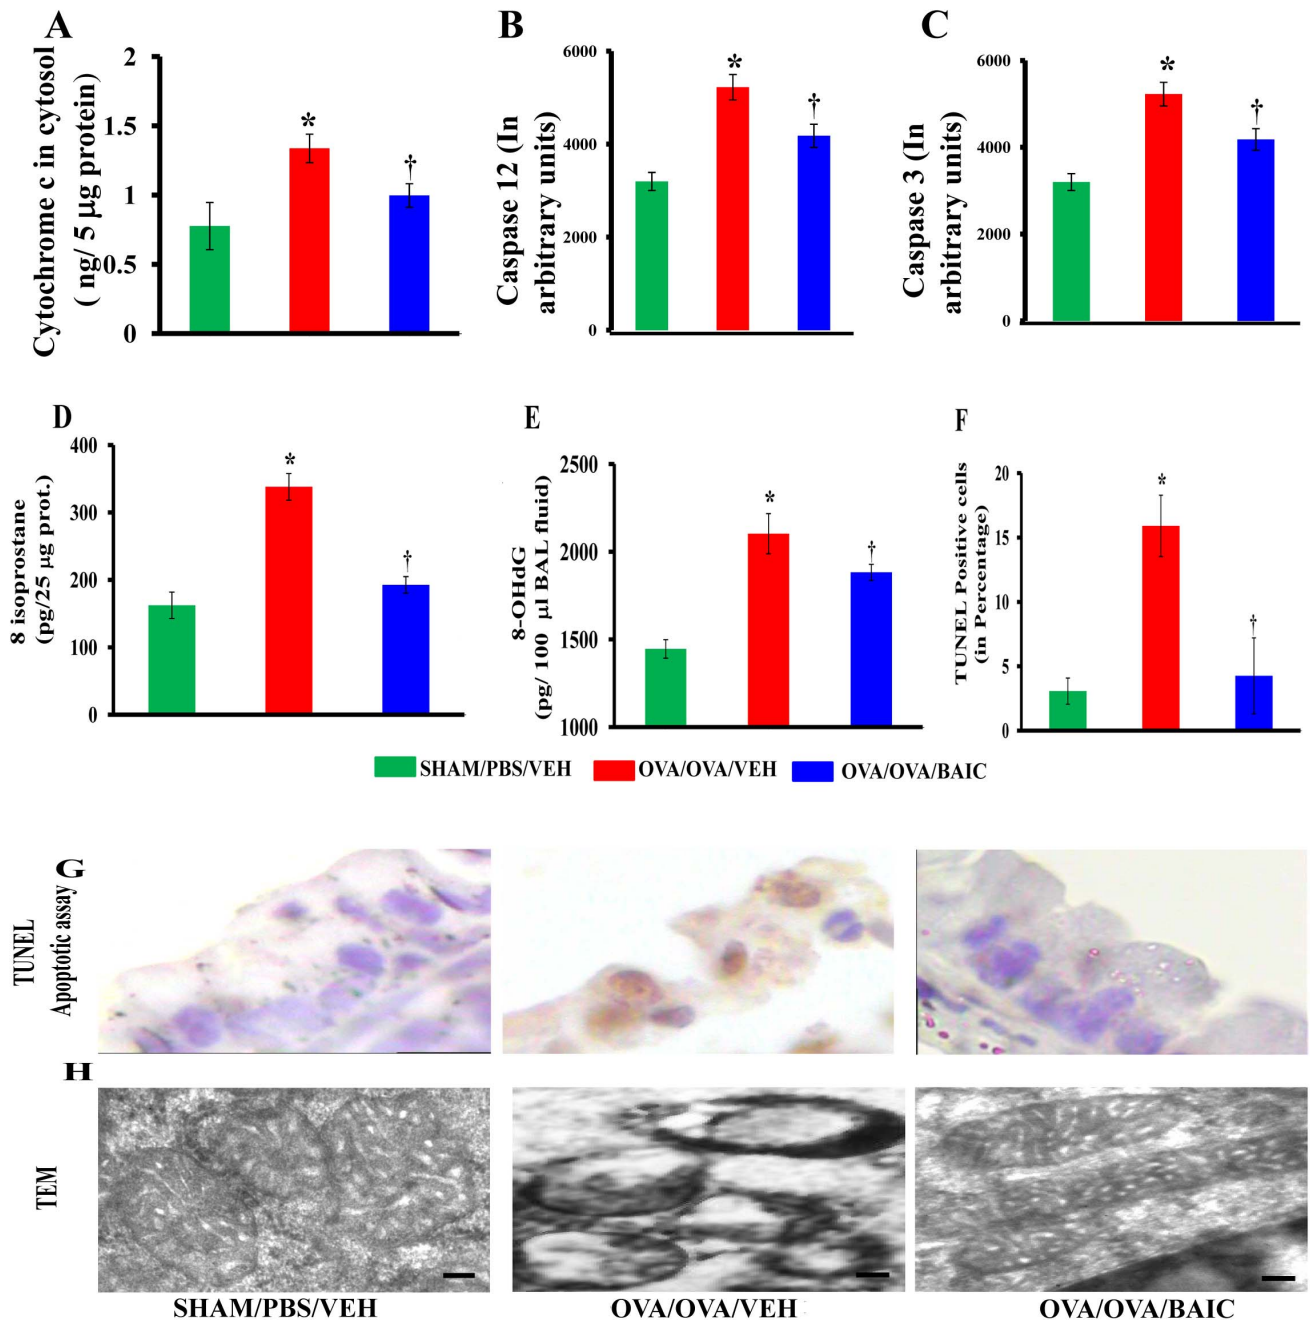 A
Cytochrome c in cytosol
( ng/ 5 µg protein)
2
1.5
1
0.5
0
*
†
B
Caspase 12 (In
arbitrary units)
6000
4000
2000
0
*
†
C
Caspase 3 (In
arbitrary units)
6000
4000
2000
0
*
†
D
8 isoprostane
(pg/25 µg prot.)
400
300
200
100
0
*
†
E
8-OHdG
(pg/ 100 µl BAL fluid)
2500
2000
1500
1000
*
†
F
TUNEL Positive cells
(in Percentage)
20
15
10
5
0
*
†
SHAM/PBS/VEH OVA/OVA/VEH OVA/OVA/BAIC
G
TUNEL
Apoptotic assay
H
TEM
SHAM/PBS/VEH OVA/OVA/VEH OVA/OVA/BAIC